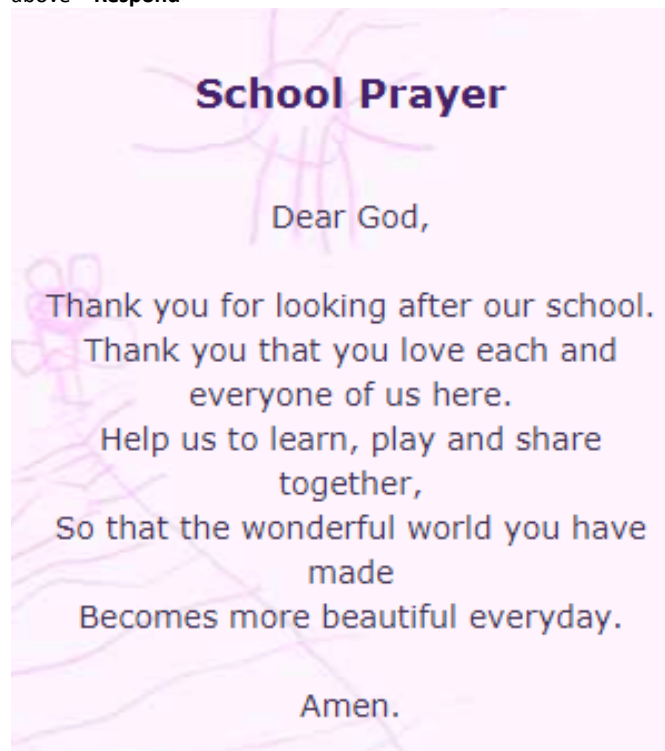 School Prayer
Dear God,
Thank you for looking after our school.
Thank you that you love each and
everyone of us here.
Help us to learn, play and share
together,
So that the wonderful world you have
made
Becomes more beautiful everyday.
Amen.